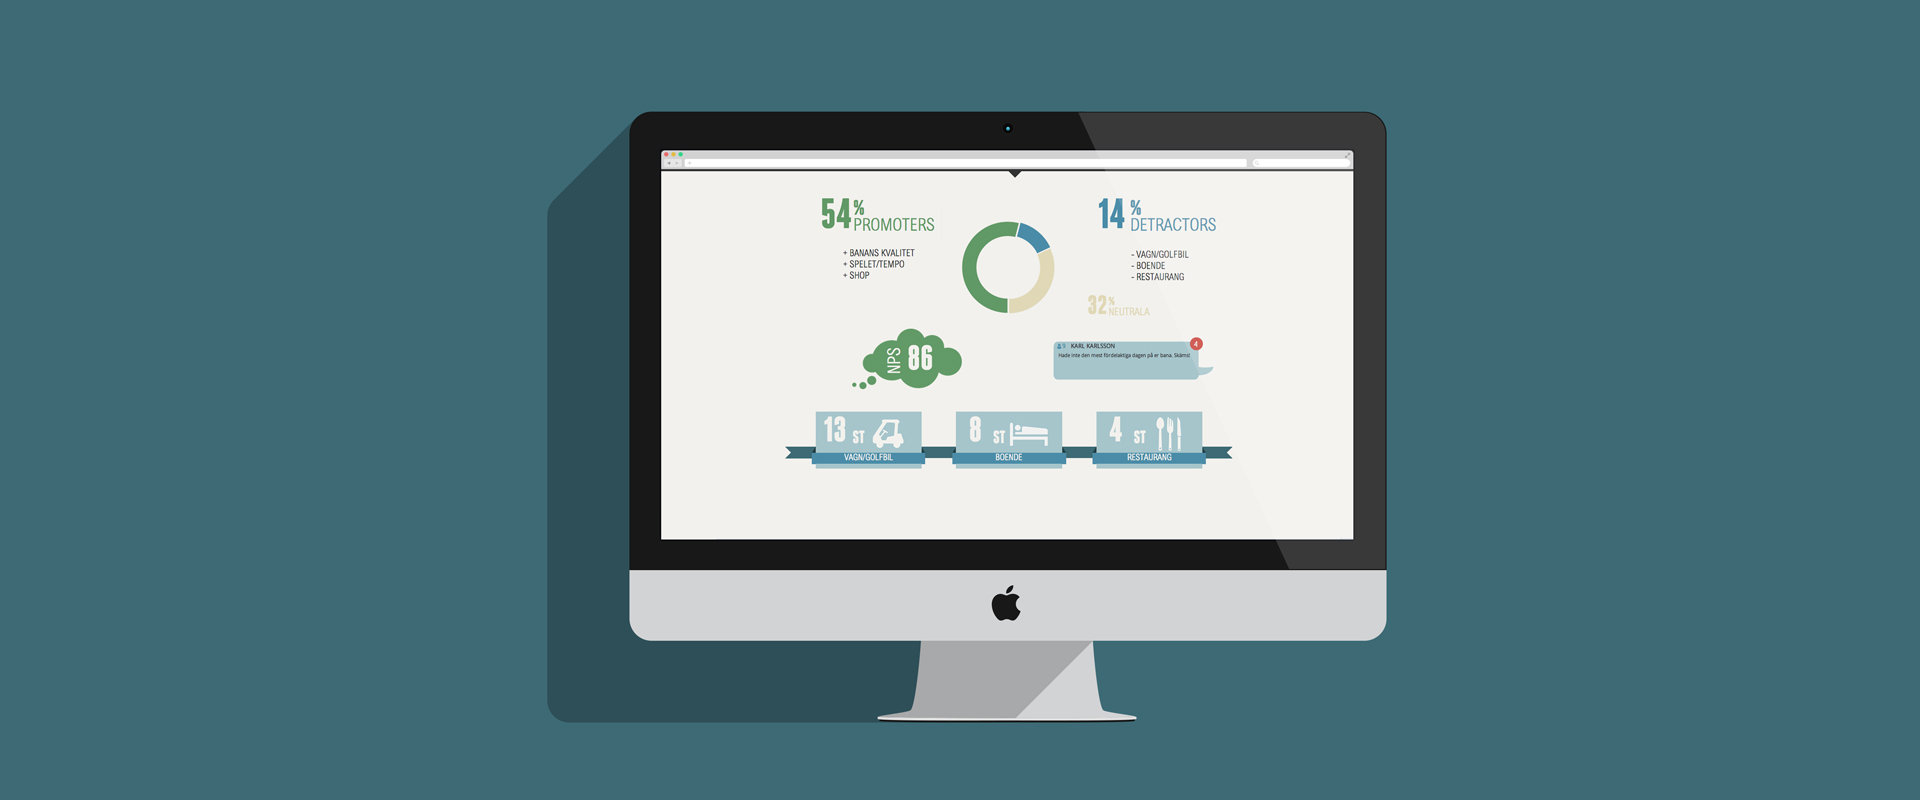 54% PROMOTERS
+ BANANS KVALITET
+ SPELET/TEMPO
+ SHOP
14% DETRACTORS
- VAGN/GOLFBIL
- BOENDE
- RESTAURANG
32% NEUTRALA
NPS 86
KARL KARLSSON
4
Hade inte den mest fördelaktiga dagen på er bana. Skäms!
13 ST
VAGN/GOLFBIL
8 ST
BOENDE
4 ST
RESTAURANG